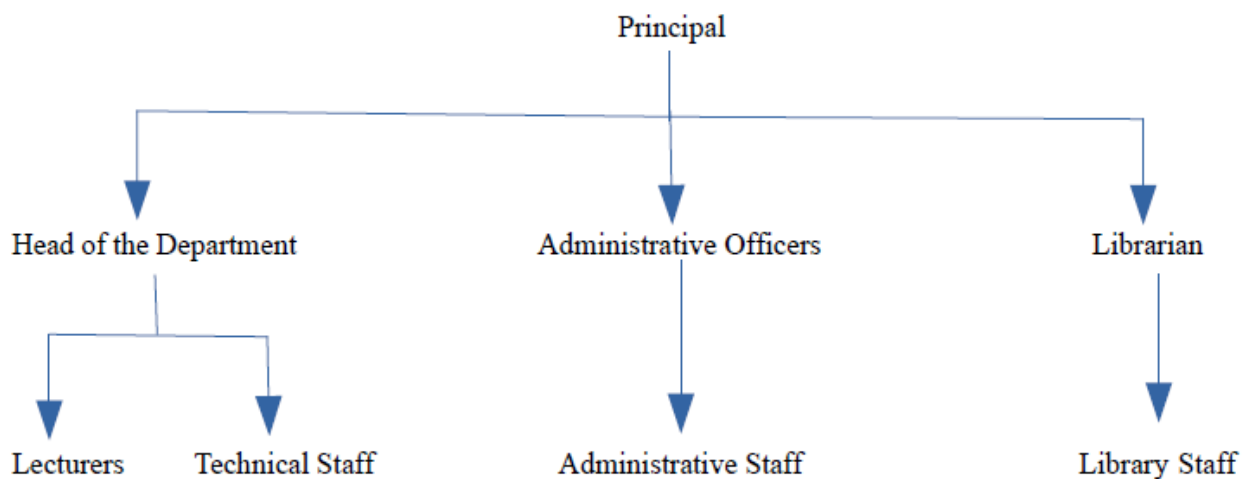 Principal
Head of the Department
Administrative Officers
Librarian
Lecturers
Technical Staff
Administrative Staff
Library Staff